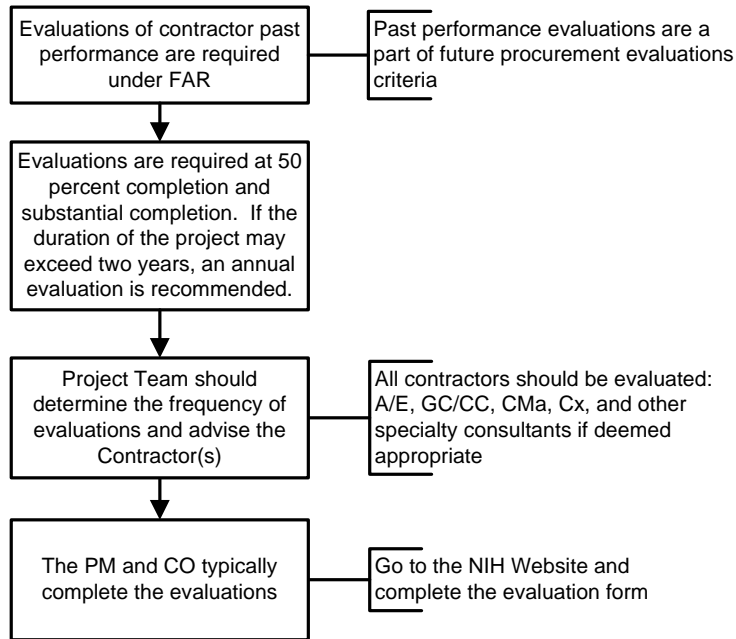 Evaluations of contractor past
performance are required
under FAR
Past performance evaluations are a
part of future procurement evaluations
criteria
Evaluations are required at 50
percent completion and
substantial completion.  If the
duration of the project may
exceed two years, an annual
evaluation is recommended.
Project Team should
determine the frequency of
evaluations and advise the
Contractor(s)
All contractors should be evaluated:
A/E, GC/CC, CMa, Cx, and other
specialty consultants if deemed
appropriate
The PM and CO typically
complete the evaluations
Go to the NIH Website and
complete the evaluation form